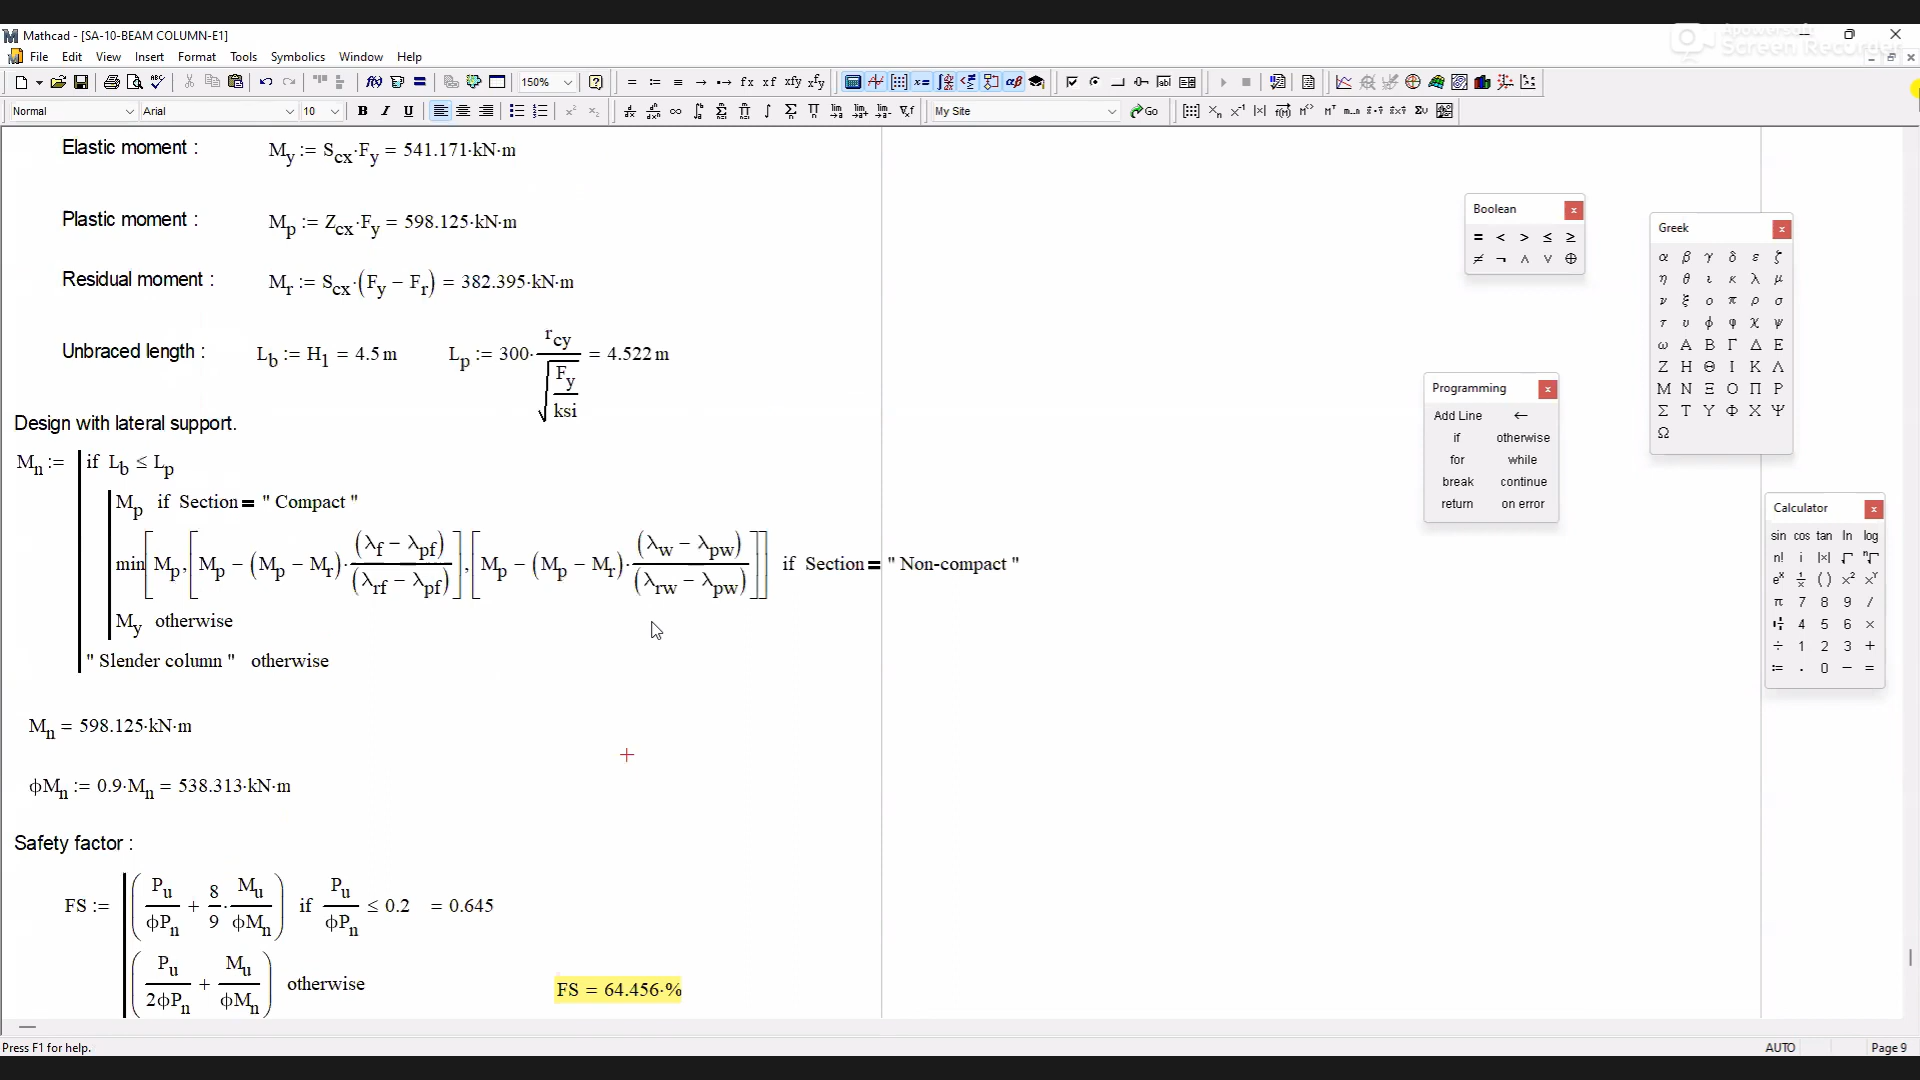 Apowersoft
Screen Recorder
Mathcad - [SA-10-BEAM COLUMN-E1]
File Edit View Insert Format Tools Symbolics Window Help
150%
Normal Arial 10 B I U My Site Go
Elastic moment : My := Scx·Fy = 541.171·kN·m
Plastic moment : Mp := Zcx·Fy = 598.125·kN·m
Residual moment : Mr := Scx·(Fy − Fr) = 382.395·kN·m
Unbraced length : Lb := H1 = 4.5 m Lp := 300· rcy / √(Fy/ksi) = 4.522 m
Design with lateral support.
Mn := if Lb ≤ Lp
Mp if Section = " Compact "
min[Mp,[Mp − (Mp − Mr)·(λf − λpf)/(λrf − λpf)],[Mp − (Mp − Mr)·(λw − λpw)/(λrw − λpw)]] if Section = " Non-compact "
My otherwise
" Slender column " otherwise
Mn = 598.125·kN·m
ϕMn := 0.9·Mn = 538.313·kN·m
Safety factor :
FS := (Pu/ϕPn + 8/9·Mu/ϕMn) if Pu/ϕPn ≤ 0.2 = 0.645
(Pu/2ϕPn + Mu/ϕMn) otherwise
FS = 64.456·%
Boolean
= < > ≤ ≥
≠ ¬ ∧ ∨ ⊕
Greek
α β γ δ ε ζ
η θ ι κ λ μ
ν ξ ο π ρ σ
τ υ ϕ φ χ ψ
ω Α Β Γ Δ Ε
Ζ Η Θ Ι Κ Λ
Μ Ν Ξ Ο Π Ρ
Σ Τ Υ Φ Χ Ψ
Ω
Programming
Add Line ←
if otherwise
for while
break continue
return on error
Calculator
sin cos tan ln log
n! i |×| √ ⁿ√
eˣ 1/x ( ) x² xʸ
π 7 8 9 /
4 5 6 ×
÷ 1 2 3 +
:= . 0 − =
Press F1 for help. AUTO Page 9